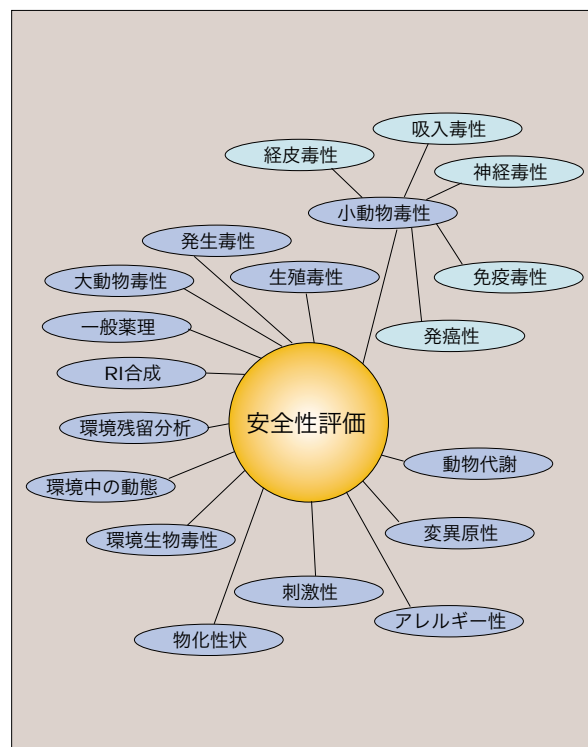 吸入毒性
経皮毒性
神経毒性
小動物毒性
発生毒性
生殖毒性
大動物毒性
免疫毒性
一般薬理
発癌性
RI合成
安全性評価
環境残留分析
動物代謝
環境中の動態
変異原性
環境生物毒性
刺激性
アレルギー性
物化性状